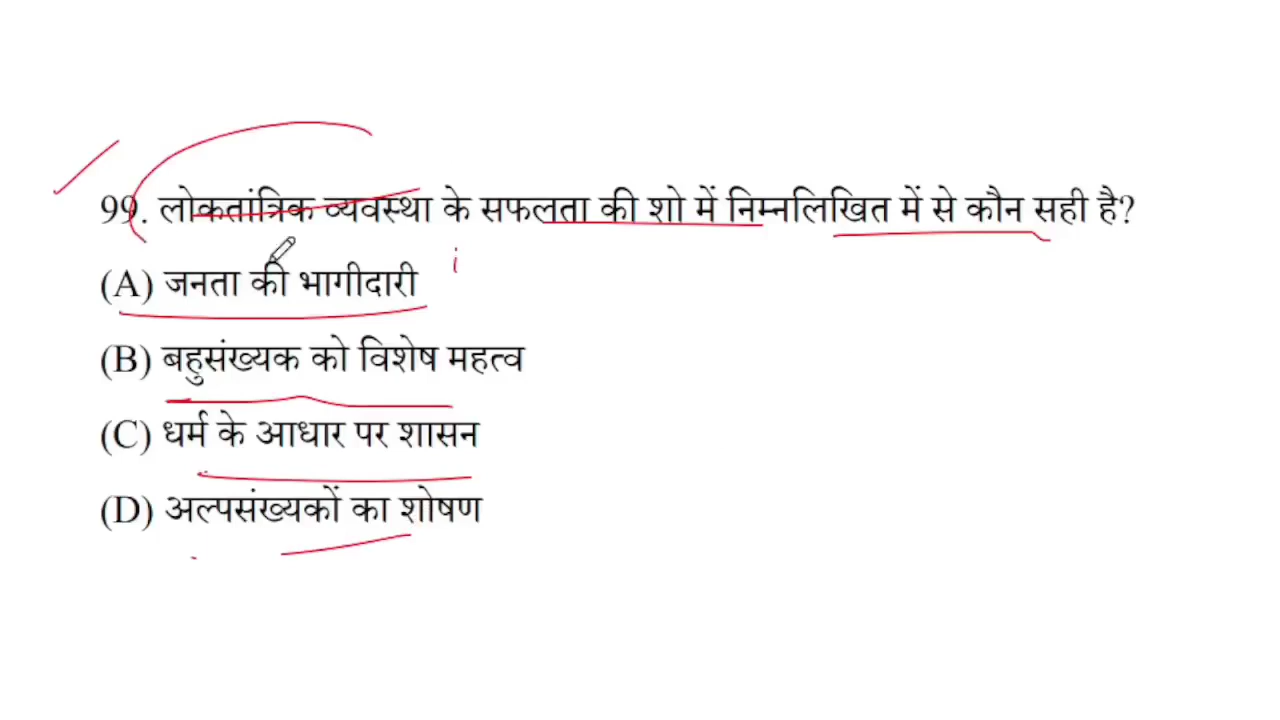 99. लोकतांत्रिक व्यवस्था के सफलता की शो में निम्नलिखित में से कौन सही है?
i
(A) जनता की भागीदारी
(B) बहुसंख्यक को विशेष महत्व
(C) धर्म के आधार पर शासन
(D) अल्पसंख्यकों का शोषण